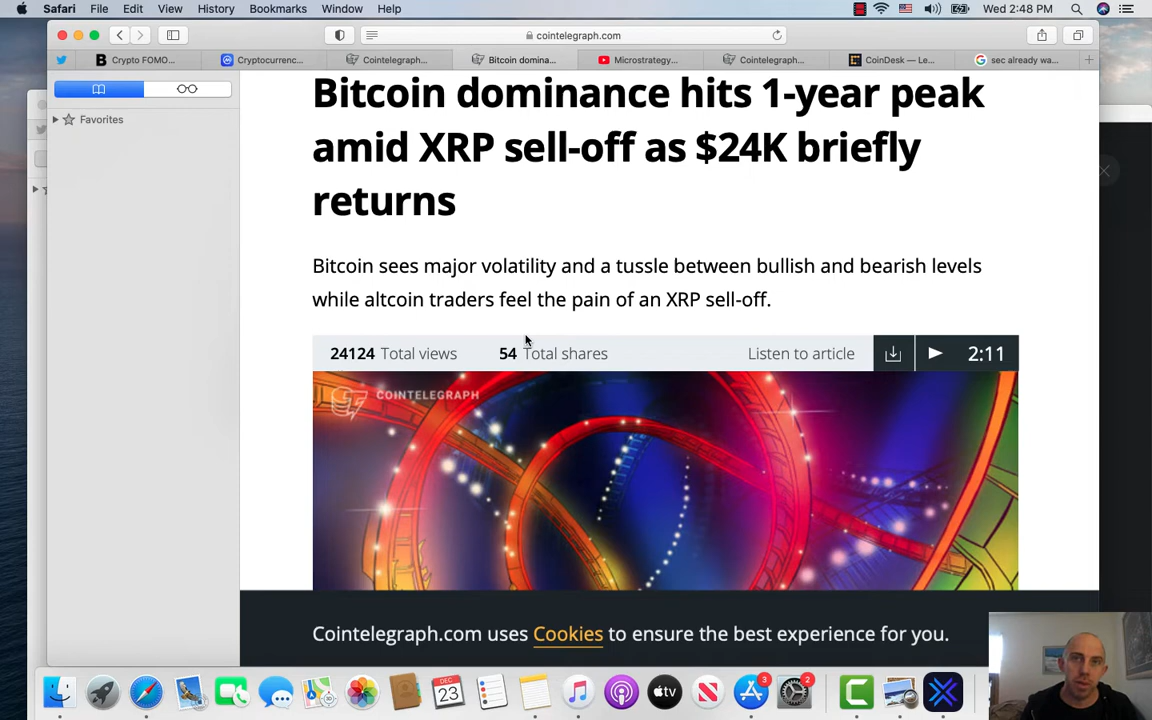 Safari File Edit View History Bookmarks Window Help Wed 2:48 PM
cointelegraph.com
B Crypto FOMO... Cryptocurrenc... Cointelegraph... Bitcoin domina... Microstrategy... Cointelegraph... CoinDesk — Le... G sec already wa... +
Favorites
Bitcoin dominance hits 1-year peak
amid XRP sell-off as $24K briefly
returns
Bitcoin sees major volatility and a tussle between bullish and bearish levels
while altcoin traders feel the pain of an XRP sell-off.
24124 Total views 54 Total shares Listen to article 2:11
COINTELEGRAPH
Cointelegraph.com uses Cookies to ensure the best experience for you.
DEC
23
tv
3
2